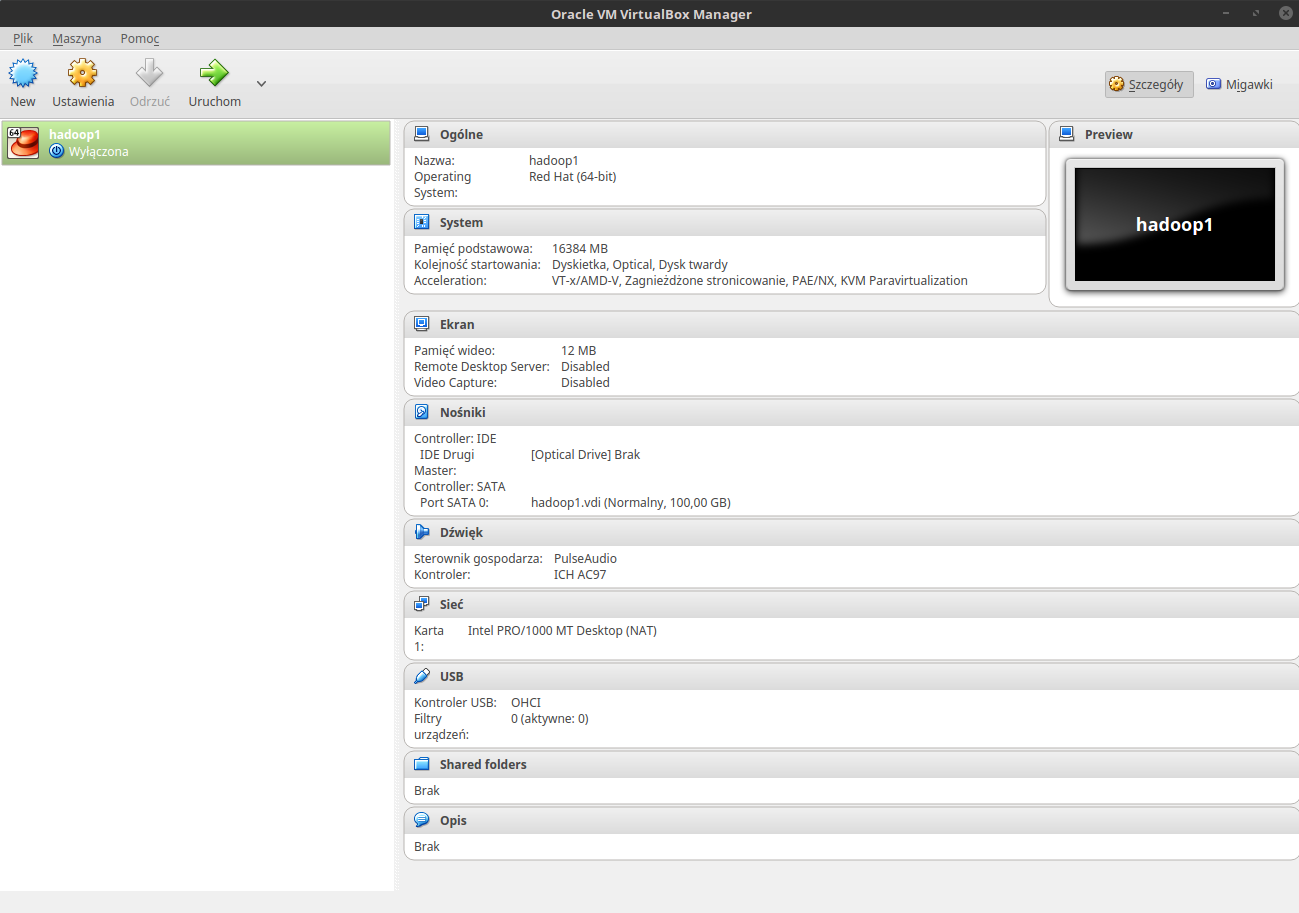 Oracle VM VirtualBox Manager
Plik Maszyna Pomoc
New Ustawienia Odrzuć Uruchom
Szczegóły Migawki
64
hadoop1
Wyłączona
Ogólne
Nazwa: hadoop1
Operating Red Hat (64-bit)
System:
Preview
hadoop1
System
Pamięć podstawowa: 16384 MB
Kolejność startowania: Dyskietka, Optical, Dysk twardy
Acceleration: VT-x/AMD-V, Zagnieżdżone stronicowanie, PAE/NX, KVM Paravirtualization
Ekran
Pamięć wideo: 12 MB
Remote Desktop Server: Disabled
Video Capture: Disabled
Nośniki
Controller: IDE
IDE Drugi [Optical Drive] Brak
Master:
Controller: SATA
Port SATA 0: hadoop1.vdi (Normalny, 100,00 GB)
Dźwięk
Sterownik gospodarza: PulseAudio
Kontroler: ICH AC97
Sieć
Karta Intel PRO/1000 MT Desktop (NAT)
1:
USB
Kontroler USB: OHCI
Filtry 0 (aktywne: 0)
urządzeń:
Shared folders
Brak
Opis
Brak